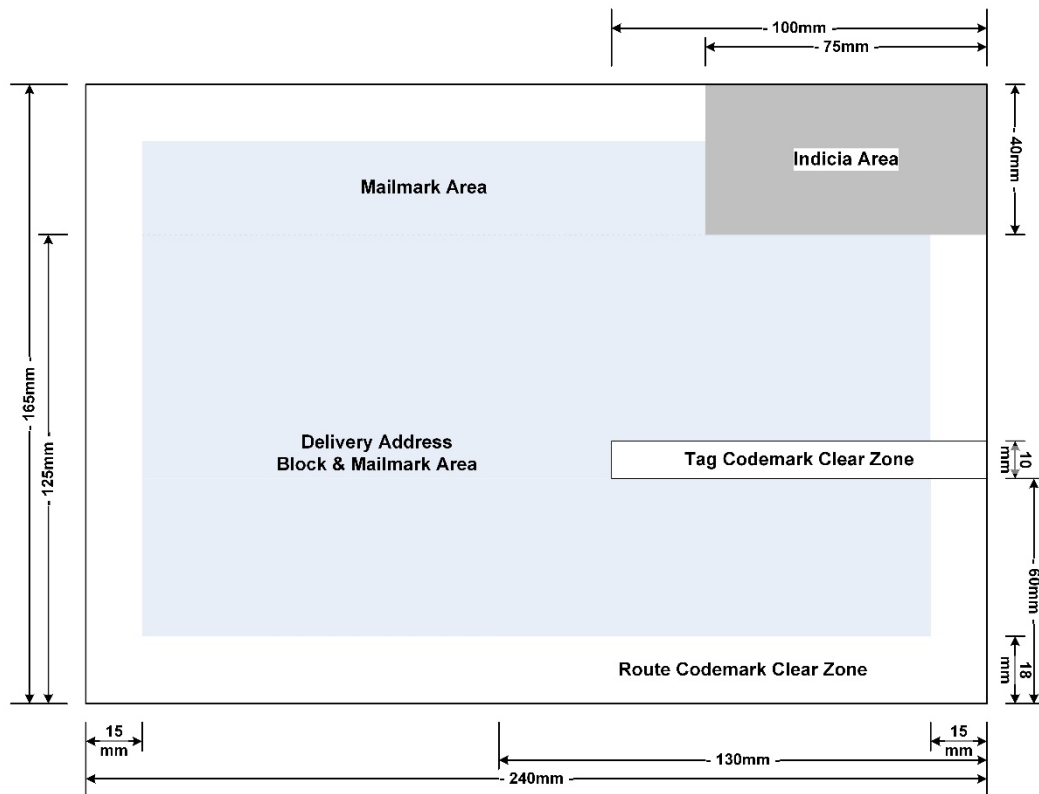 - 100mm -
- 75mm -
Indicia Area
- 40mm -
Mailmark Area
- 165mm -
- 125mm -
Delivery Address
Block & Mailmark Area
Tag Codemark Clear Zone
10
mm
- 60mm -
Route Codemark Clear Zone
18
mm
15
mm
15
mm
- 130mm -
- 240mm -